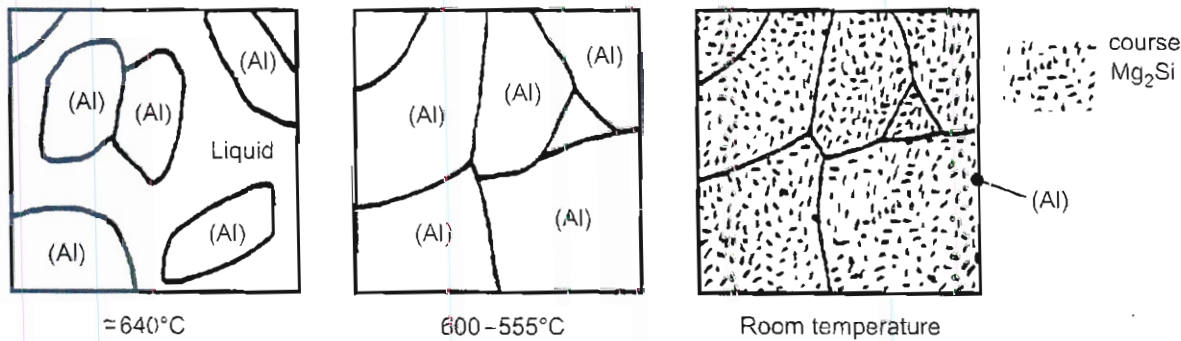 (Al)
(Al)
(Al)
Liquid
(Al)
(Al)
≈640°C
(Al)
(Al)
(Al)
(Al)
(Al)
600–555°C
course
Mg₂Si
(Al)
Room temperature